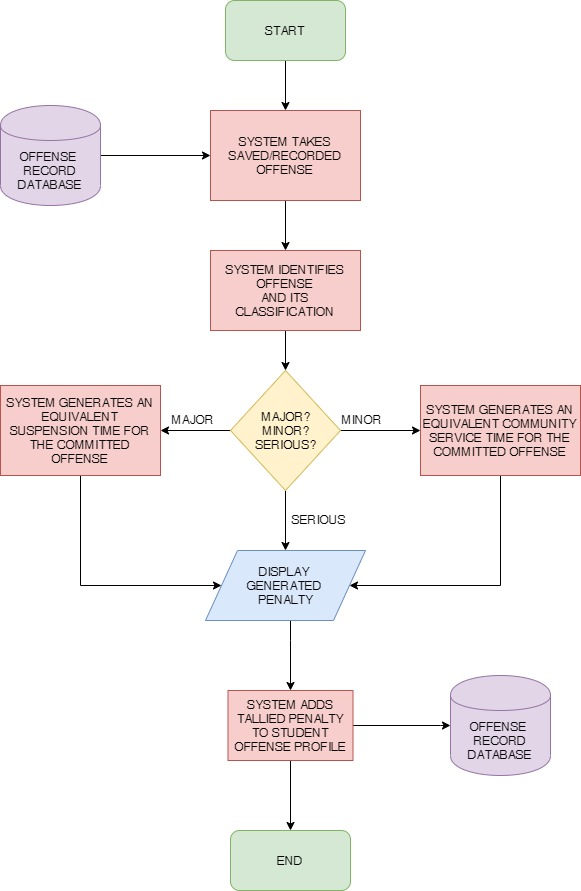 START
SYSTEM TAKES
SAVED/RECORDED
OFFENSE
OFFENSE
RECORD
DATABASE
SYSTEM IDENTIFIES
OFFENSE
AND ITS
CLASSIFICATION
SYSTEM GENERATES AN
EQUIVALENT
SUSPENSION TIME FOR
THE COMMITTED
OFFENSE
MAJOR
MAJOR?
MINOR?
SERIOUS?
MINOR
SYSTEM GENERATES AN
EQUIVALENT COMMUNITY
SERVICE TIME FOR THE
COMMITTED OFFENSE
SERIOUS
DISPLAY
GENERATED
PENALTY
SYSTEM ADDS
TALLIED PENALTY
TO STUDENT
OFFENSE PROFILE
OFFENSE
RECORD
DATABASE
END